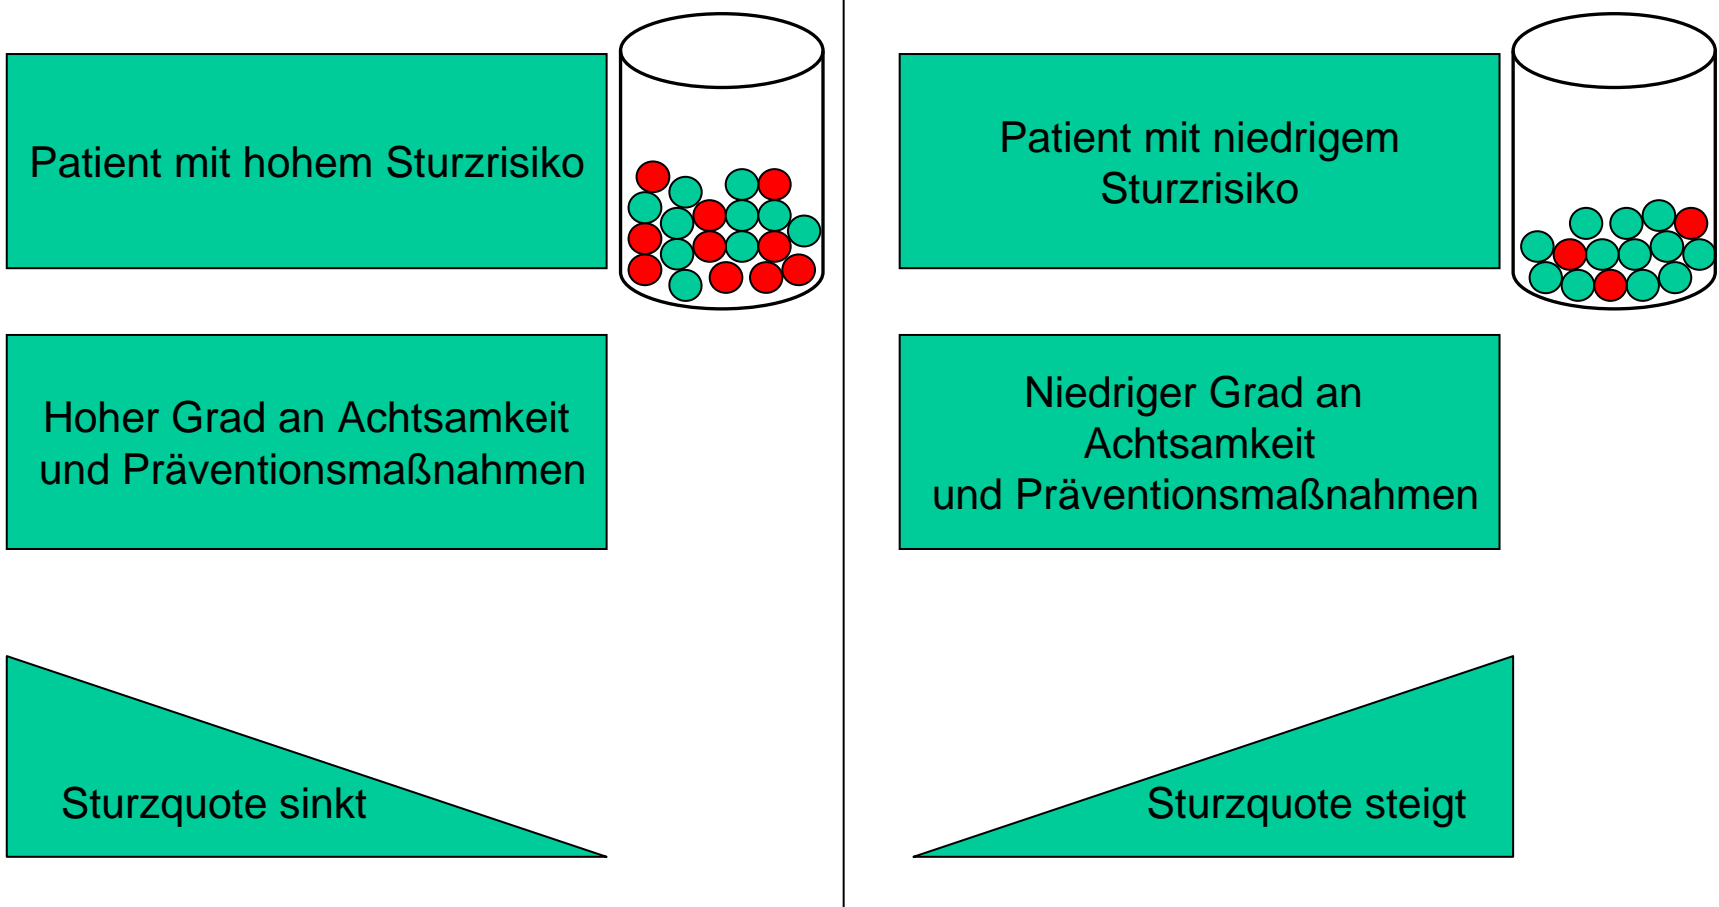 Patient mit hohem Sturzrisiko
Hoher Grad an Achtsamkeit
und Präventionsmaßnahmen
Sturzquote sinkt
Patient mit niedrigem
Sturzrisiko
Niedriger Grad an
Achtsamkeit
und Präventionsmaßnahmen
Sturzquote steigt